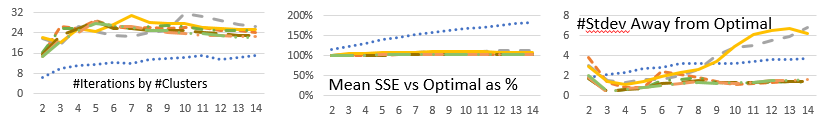 32
24
16
8
0
#Iterations by #Clusters
2 3 4 5 6 7 8 9 10 11 12 13 14
200%
150%
100%
50%
0%
Mean SSE vs Optimal as %
2 3 4 5 6 7 8 9 10 11 12 13 14
#Stdev Away from Optimal
8
6
4
2
0
2 3 4 5 6 7 8 9 10 11 12 13 14